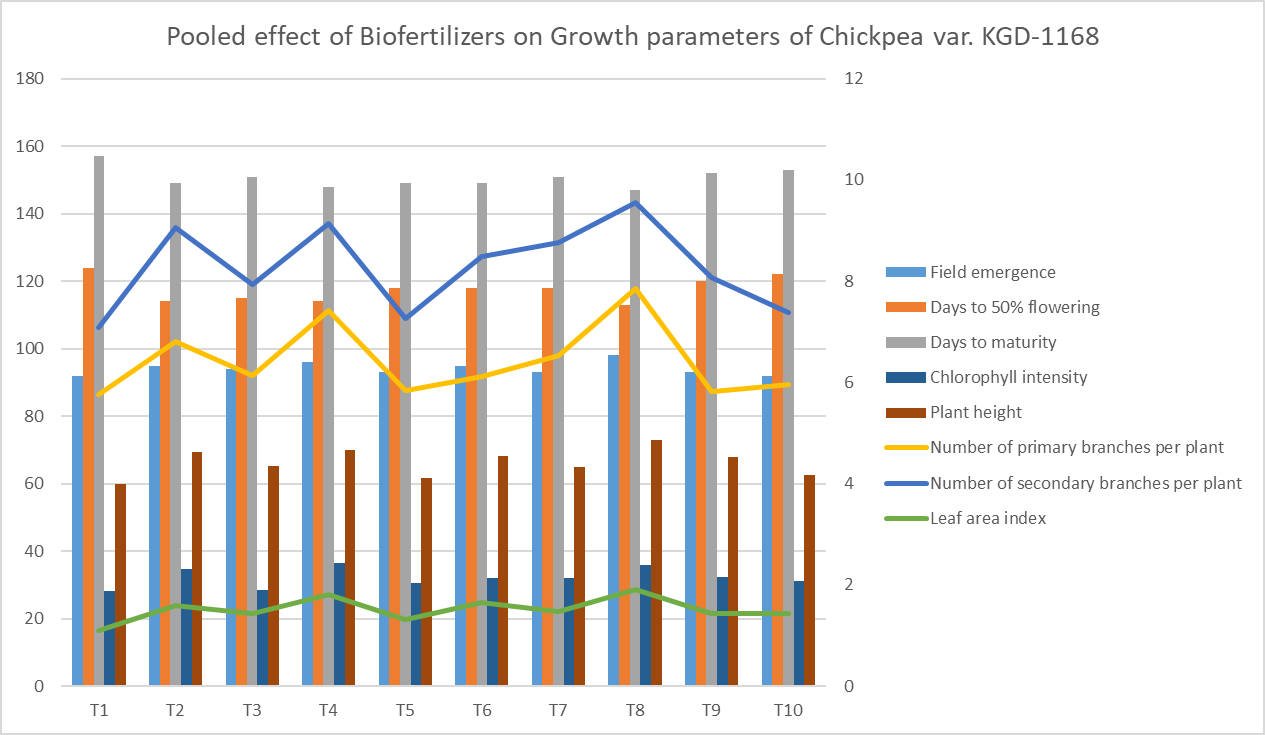 Pooled effect of Biofertilizers on Growth parameters of Chickpea var. KGD-1168
180
160
140
120
100
80
60
40
20
0
12
10
8
6
4
2
0
T1 T2 T3 T4 T5 T6 T7 T8 T9 T10
Field emergence
Days to 50% flowering
Days to maturity
Chlorophyll intensity
Plant height
Number of primary branches per plant
Number of secondary branches per plant
Leaf area index